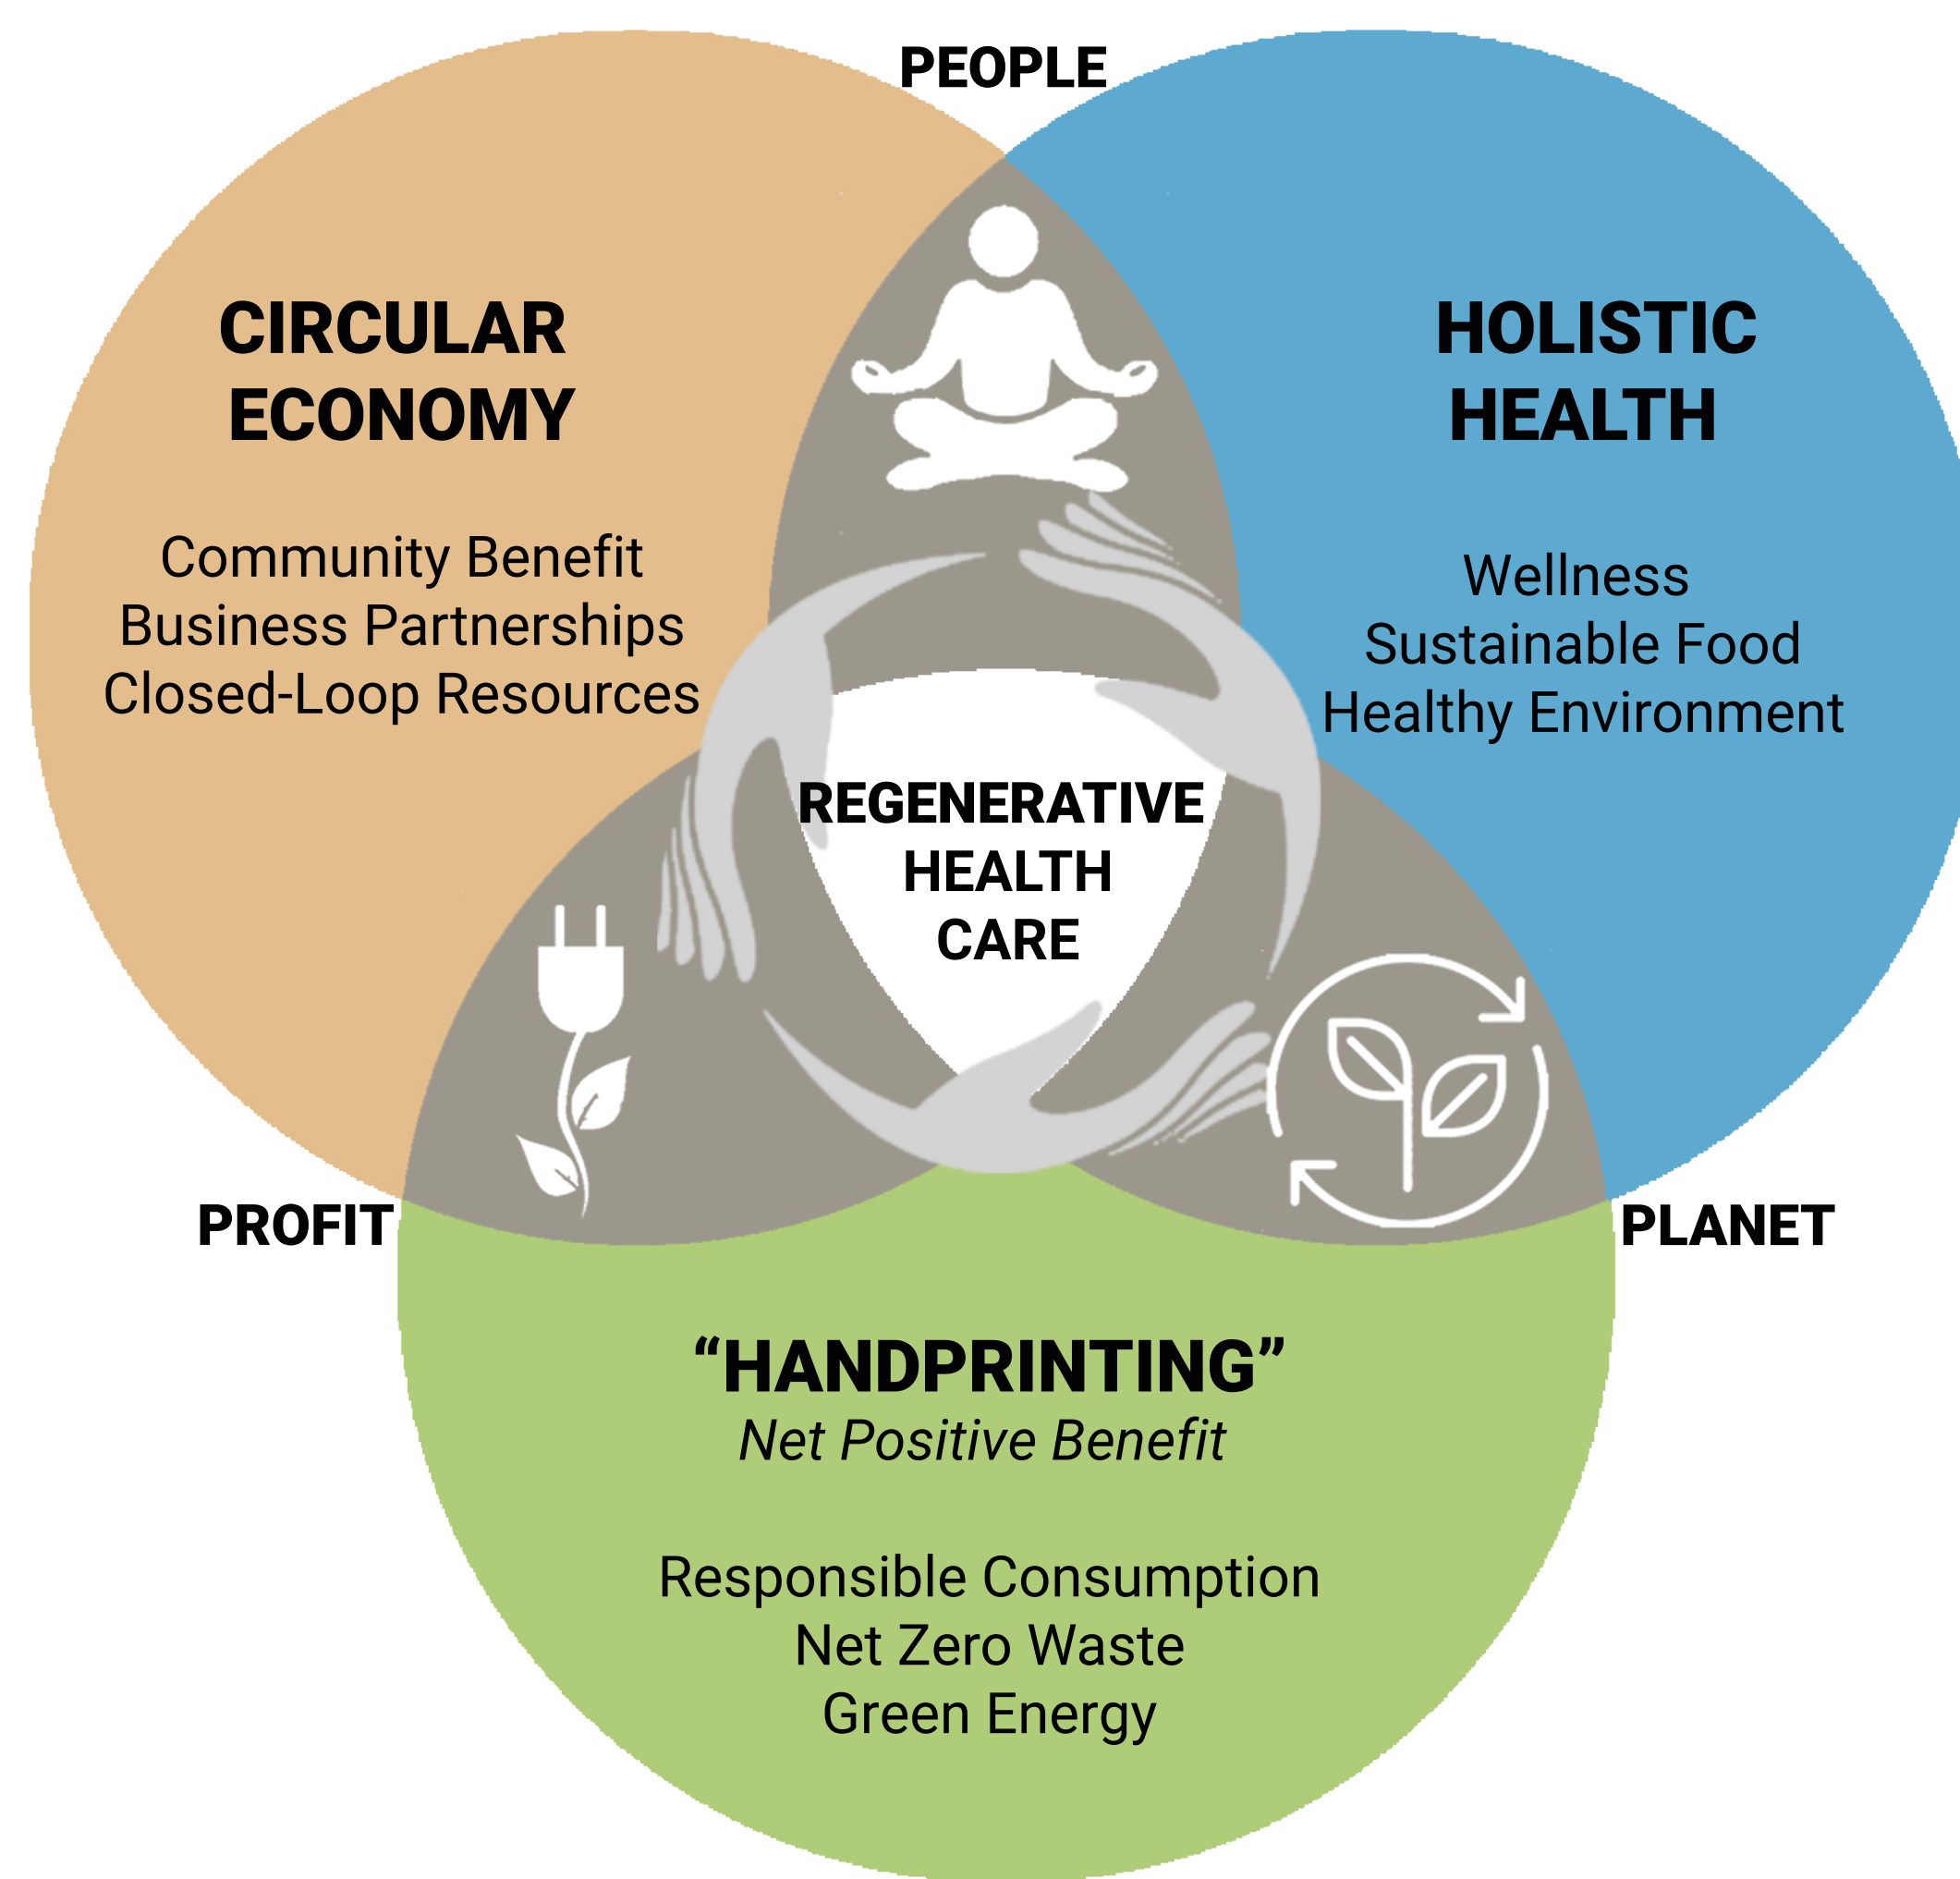 PEOPLE
CIRCULAR
ECONOMY
Community Benefit
Business Partnerships
Closed-Loop Resources
HOLISTIC
HEALTH
Wellness
Sustainable Food
Healthy Environment
REGENERATIVE
HEALTH
CARE
PROFIT
PLANET
“HANDPRINTING”
Net Positive Benefit
Responsible Consumption
Net Zero Waste
Green Energy